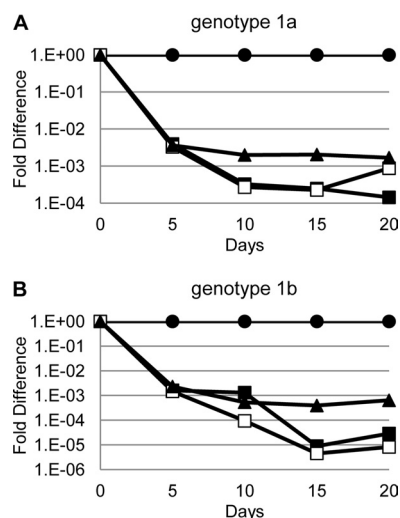 A
genotype 1a
1.E+00
1.E-01
1.E-02
1.E-03
1.E-04
Fold Difference
0 5 10 15 20
Days
B
genotype 1b
1.E+00
1.E-01
1.E-02
1.E-03
1.E-04
1.E-05
1.E-06
Fold Difference
0 5 10 15 20
Days